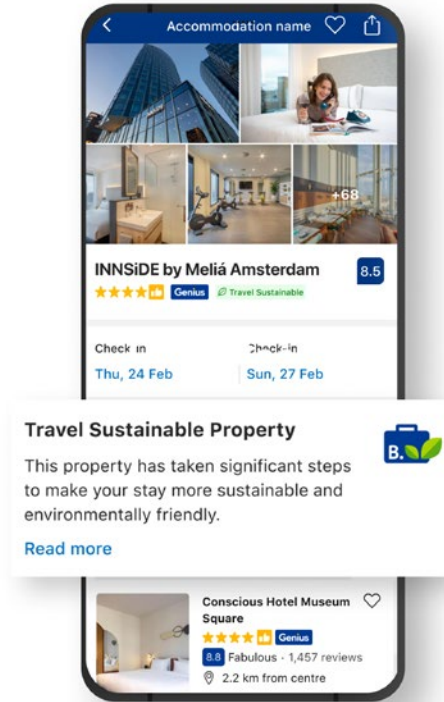 Accommodation name
+68
INNSiDE by Meliá Amsterdam
8.5
Genius Travel Sustainable
Check in Check-in
Thu, 24 Feb Sun, 27 Feb
Travel Sustainable Property
B.
This property has taken significant steps
to make your stay more sustainable and
environmentally friendly.
Read more
Conscious Hotel Museum
Square
Genius
8.8 Fabulous · 1,457 reviews
2.2 km from centre